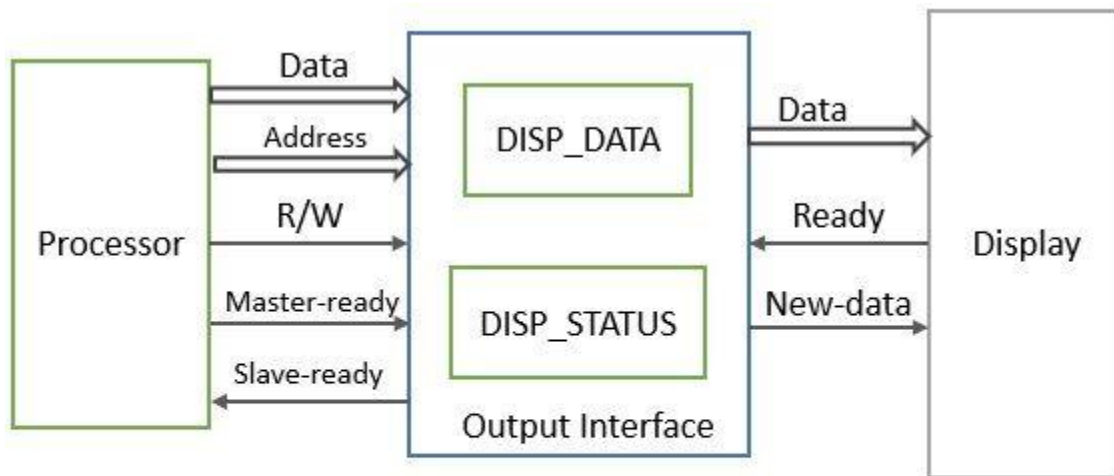 Processor
Data
Address
R/W
Master-ready
Slave-ready
DISP_DATA
DISP_STATUS
Output Interface
Data
Ready
New-data
Display